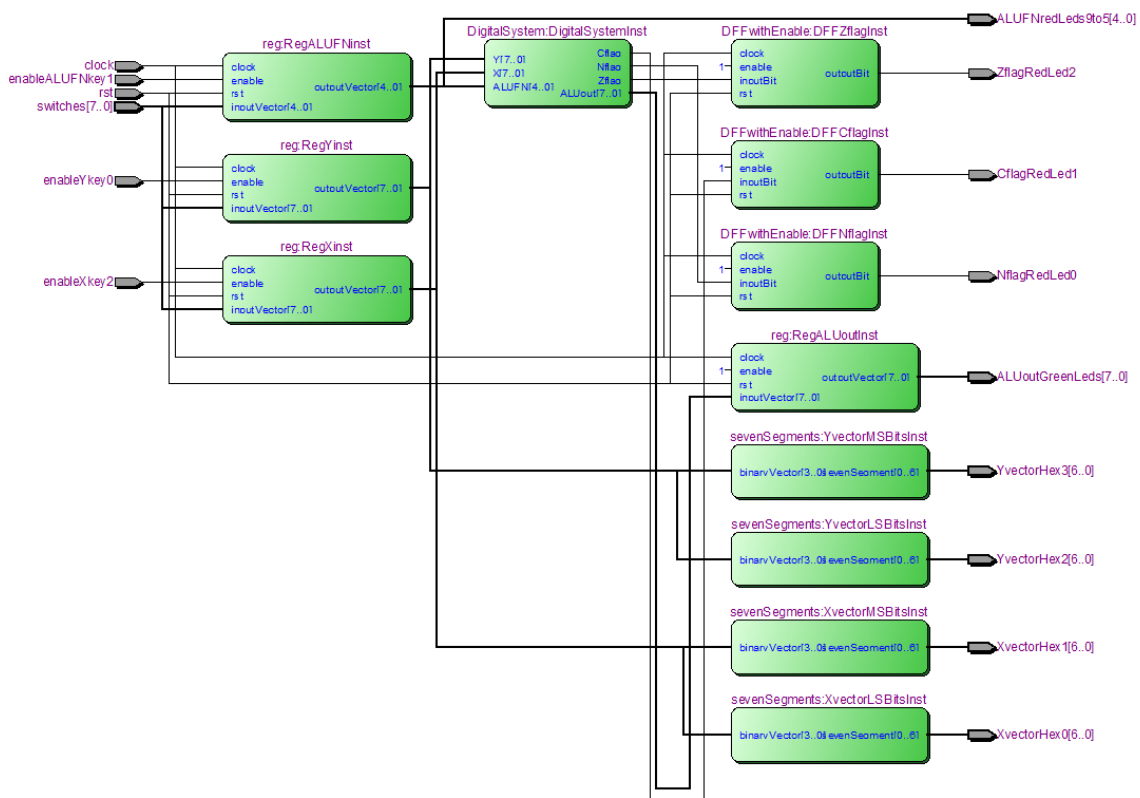 clock
enableALUFNkey1
rst
switches[7..0]
enableYkey0
enableXkey2
reg:RegALUFNinst
clock
enable
rst
inputVector[4..0]
outputVector[4..0]
reg:RegYinst
clock
enable
rst
inputVector[7..0]
outputVector[7..0]
reg:RegXinst
clock
enable
rst
inputVector[7..0]
outputVector[7..0]
DigitalSystem:DigitalSystemInst
Y[7..0]
X[7..0]
ALUFN[4..0]
Cflag
Nflag
Zflag
ALUout[7..0]
DFFwithEnable:DFFZflagInst
clock
1 enable
inputBit
rst
outputBit
DFFwithEnable:DFFCflagInst
clock
1 enable
inputBit
rst
outputBit
DFFwithEnable:DFFNflagInst
clock
1 enable
inputBit
rst
outputBit
reg:RegALUoutInst
clock
1 enable
rst
inputVector[7..0]
outputVector[7..0]
sevenSegments:YvectorMSBitsInst
binaryVector[3..0] sevenSegment[0..6]
sevenSegments:YvectorLSBitsInst
binaryVector[3..0] sevenSegment[0..6]
sevenSegments:XvectorMSBitsInst
binaryVector[3..0] sevenSegment[0..6]
sevenSegments:XvectorLSBitsInst
binaryVector[3..0] sevenSegment[0..6]
ALUFNredLeds9to5[4..0]
ZflagRedLed2
CflagRedLed1
NflagRedLed0
ALUoutGreenLeds[7..0]
YvectorHex3[6..0]
YvectorHex2[6..0]
XvectorHex1[6..0]
XvectorHex0[6..0]